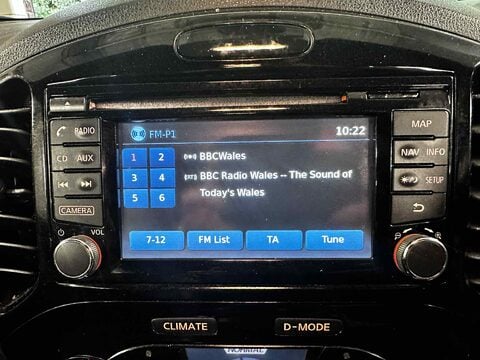 FM-P1 10:22
1 2 BBCWales
3 4 BBC Radio Wales -- The Sound of
Today's Wales
5 6
7-12 FM List TA Tune
RADIO
CD AUX
CAMERA
VOL
MAP
NAV INFO
SETUP
CLIMATE D-MODE
NORMAL